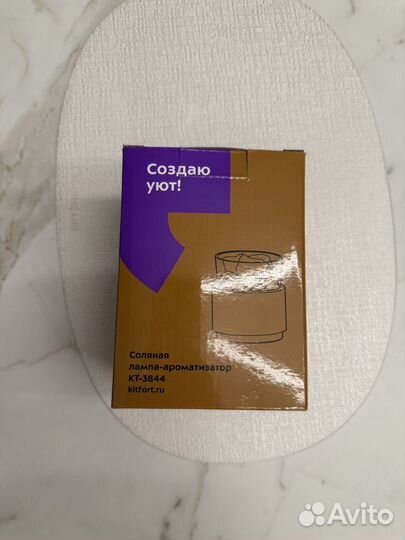 Создаю
уют!
Соляная
лампа-ароматизатор
КТ-3844
kitfort.ru
Avito